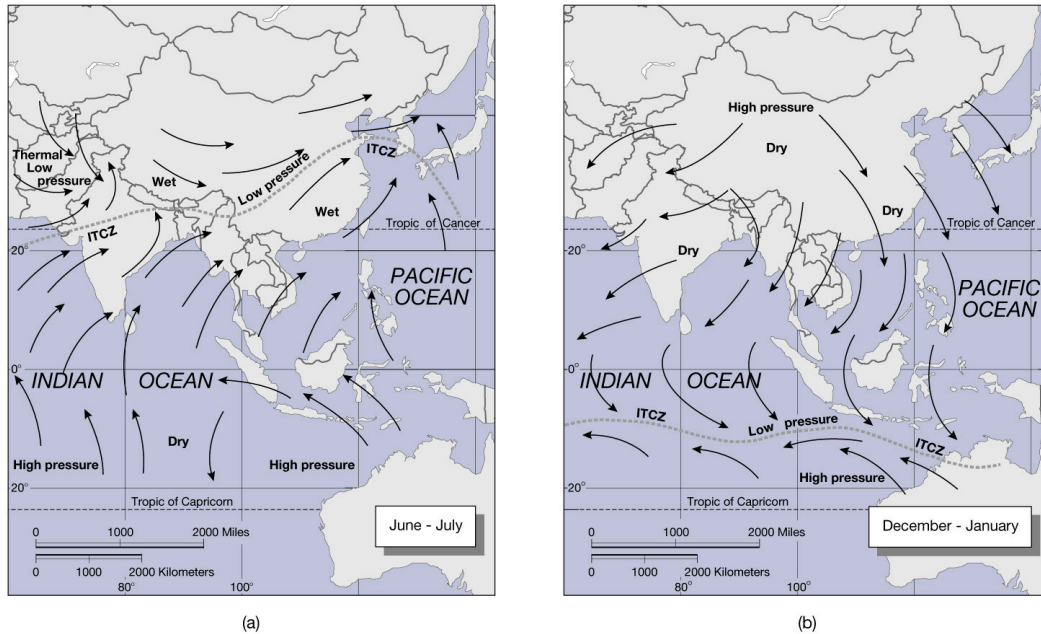 Thermal
Low
pressure
Wet
Low pressure
ITCZ
Wet
ITCZ
Tropic of Cancer
20°
PACIFIC
OCEAN
0°
INDIAN
OCEAN
Dry
High pressure
High pressure
20°
Tropic of Capricorn
0 1000 2000 Miles
0 1000 2000 Kilometers
June - July
80°
100°
(a)
High pressure
Dry
Dry
Tropic of Cancer
Dry
20°
PACIFIC
OCEAN
0°
INDIAN
OCEAN
ITCZ
Low pressure
ITCZ
High pressure
20°
Tropic of Capricorn
0 1000 2000 Miles
0 1000 2000 Kilometers
December - January
80°
100°
(b)